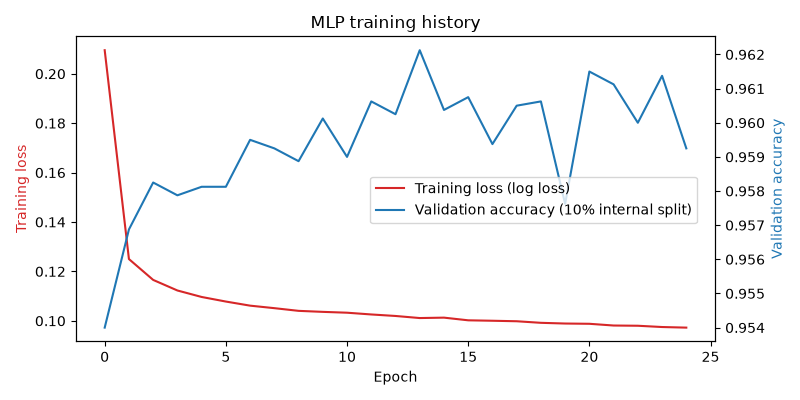 MLP training history
0.20
0.18
0.16
0.14
0.12
0.10
Training loss
0.962
0.961
0.960
0.959
0.958
0.957
0.956
0.955
0.954
Validation accuracy
Training loss (log loss)
Validation accuracy (10% internal split)
0 5 10 15 20 25
Epoch